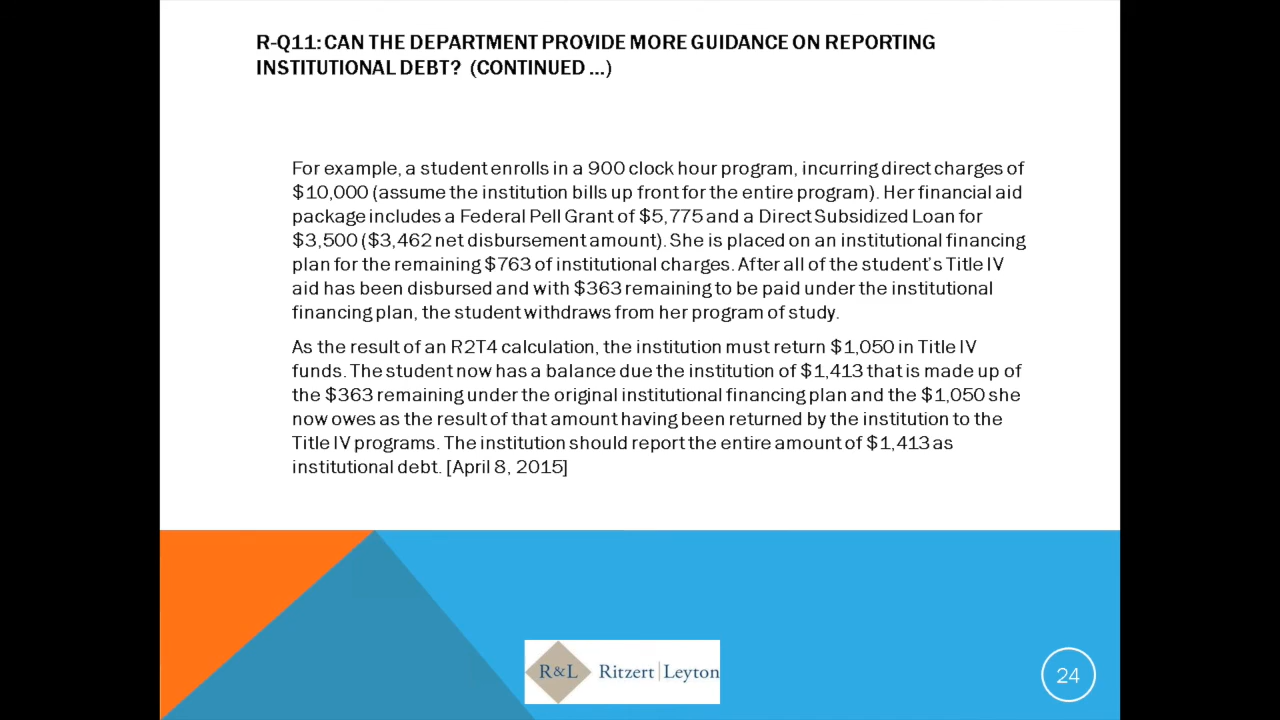 R-Q11: CAN THE DEPARTMENT PROVIDE MORE GUIDANCE ON REPORTING
INSTITUTIONAL DEBT? (CONTINUED ...)
For example, a student enrolls in a 900 clock hour program, incurring direct charges of
$10,000 (assume the institution bills up front for the entire program). Her financial aid
package includes a Federal Pell Grant of $5,775 and a Direct Subsidized Loan for
$3,500 ($3,462 net disbursement amount). She is placed on an institutional financing
plan for the remaining $763 of institutional charges. After all of the student's Title IV
aid has been disbursed and with $363 remaining to be paid under the institutional
financing plan, the student withdraws from her program of study.
As the result of an R2T4 calculation, the institution must return $1,050 in Title IV
funds. The student now has a balance due the institution of $1,413 that is made up of
the $363 remaining under the original institutional financing plan and the $1,050 she
now owes as the result of that amount having been returned by the institution to the
Title IV programs. The institution should report the entire amount of $1,413 as
institutional debt. [April 8, 2015]
R&L Ritzert|Leyton
24